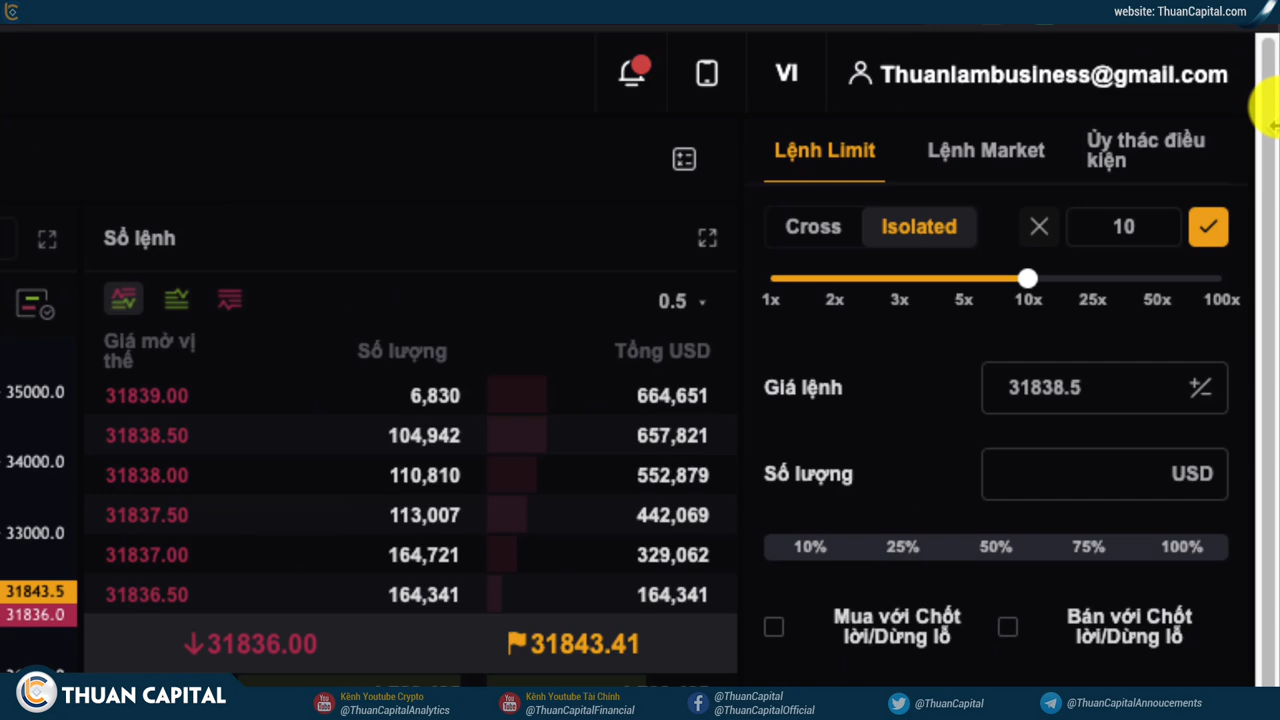 website: ThuanCapital.com
VI
Thuanlambusiness@gmail.com
Lệnh Limit
Lệnh Market
Ủy thác điều
kiện
Cross
Isolated
10
1x 2x 3x 5x 10x 25x 50x 100x
Sổ lệnh
0.5
Giá mở vị
thế
Số lượng
Tổng USD
31839.00 6,830 664,651
31838.50 104,942 657,821
31838.00 110,810 552,879
31837.50 113,007 442,069
31837.00 164,721 329,062
31836.50 164,341 164,341
31836.00
31843.41
35000.0
34000.0
33000.0
31843.5
31836.0
Giá lệnh
31838.5
Số lượng
USD
10% 25% 50% 75% 100%
Mua với Chốt
lời/Dừng lỗ
Bán với Chốt
lời/Dừng lỗ
THUAN CAPITAL
Kênh Youtube Crypto
@ThuanCapitalAnalytics
Kênh Youtube Tài Chính
@ThuanCapitalFinancial
@ThuanCapital
@ThuanCapitalOfficial
@ThuanCapital
@ThuanCapitalAnnoucements